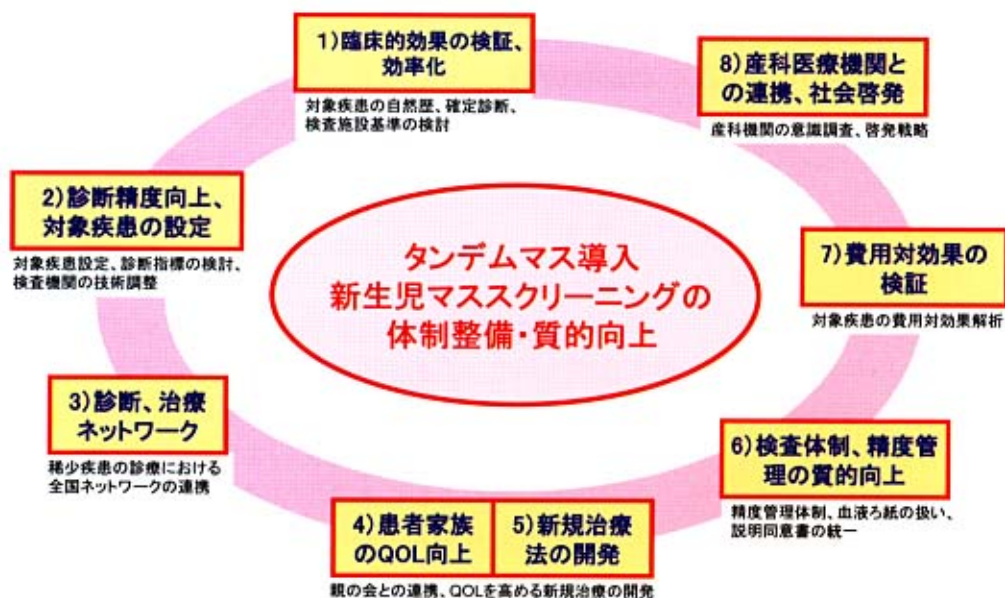 1)臨床的効果の検証、
効率化
対象疾患の自然歴、確定診断、
検査施設基準の検討
2)診断精度向上、
対象疾患の設定
対象疾患設定、診断指標の検討、
検査機関の技術調整
3)診断、治療
ネットワーク
稀少疾患の診療における
全国ネットワークの連携
4)患者家族
のQOL向上
5)新規治療
法の開発
親の会との連携、QOLを高める新規治療の開発
6)検査体制、精度管
理の質的向上
精度管理体制、血液ろ紙の扱い、
説明同意書の統一
7)費用対効果の
検証
対象疾患の費用対効果解析
8)産科医療機関と
の連携、社会啓発
産科機関の意識調査、啓発戦略
タンデムマス導入
新生児マススクリーニングの
体制整備・質的向上